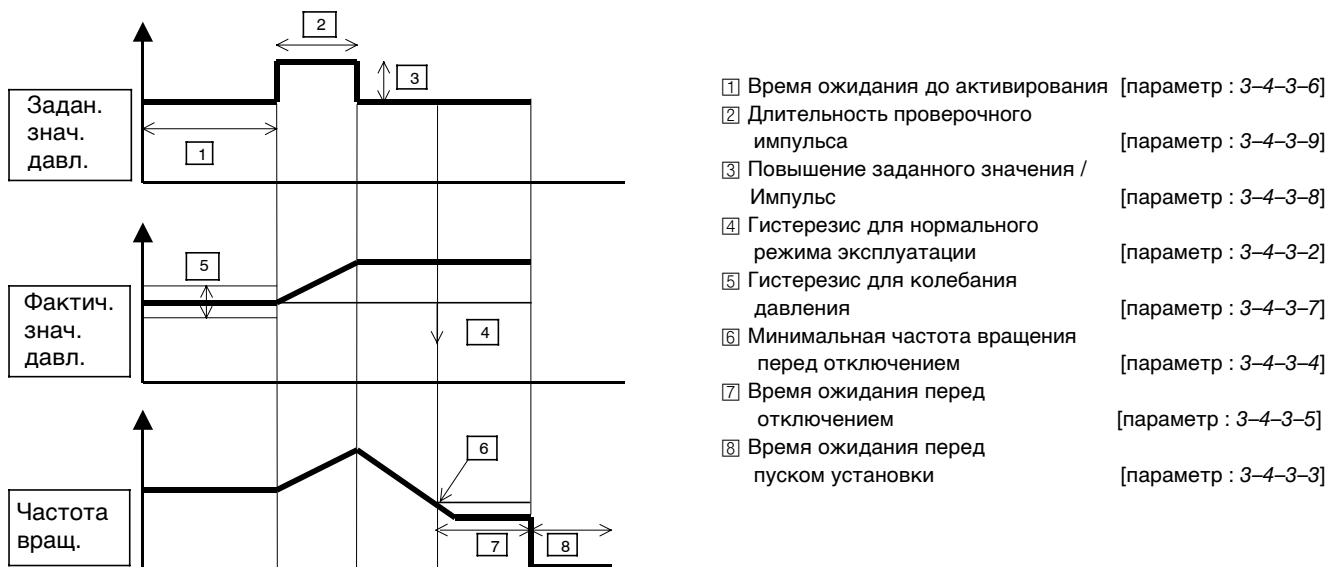 2
3
Задан.
знач.
давл.
1
5
Фактич.
знач.
давл.
4
6
Частота
вращ.
7
8
1 Время ожидания до активирования [параметр : 3–4–3–6]
2 Длительность проверочного
импульса [параметр : 3–4–3–9]
3 Повышение заданного значения /
Импульс [параметр : 3–4–3–8]
4 Гистерезис для нормального
режима эксплуатации [параметр : 3–4–3–2]
5 Гистерезис для колебания
давления [параметр : 3–4–3–7]
6 Минимальная частота вращения
перед отключением [параметр : 3–4–3–4]
7 Время ожидания перед
отключением [параметр : 3–4–3–5]
8 Время ожидания перед
пуском установки [параметр : 3–4–3–3]